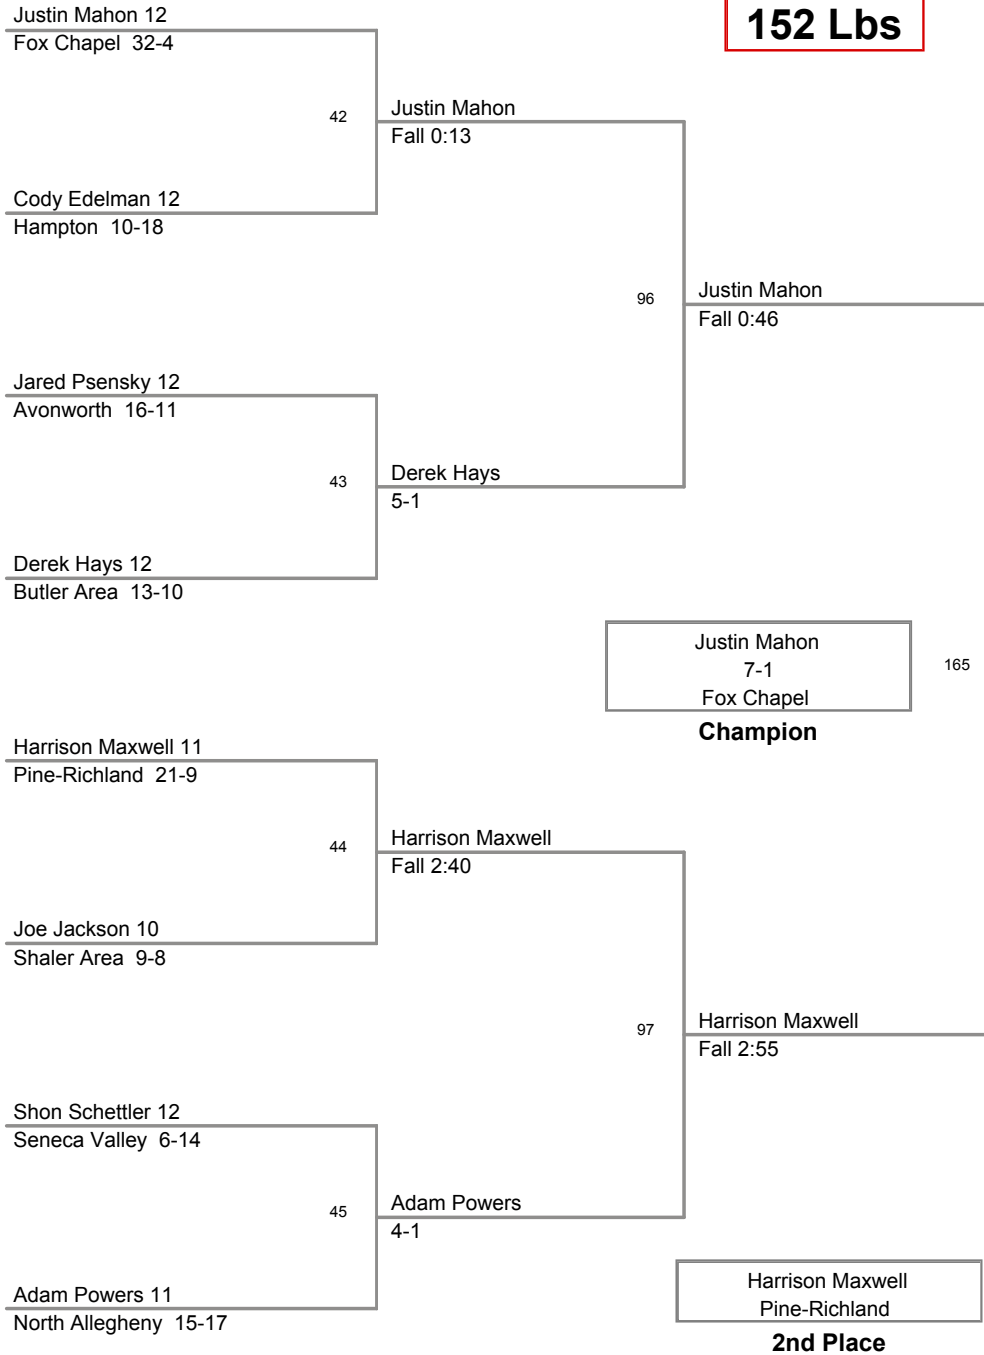 152 Lbs
Justin Mahon 12
Fox Chapel 32-4
42
Justin Mahon
Fall 0:13
Cody Edelman 12
Hampton 10-18
96
Justin Mahon
Fall 0:46
Jared Psensky 12
Avonworth 16-11
43
Derek Hays
5-1
Derek Hays 12
Butler Area 13-10
Justin Mahon
7-1
Fox Chapel
165
Champion
Harrison Maxwell 11
Pine-Richland 21-9
44
Harrison Maxwell
Fall 2:40
Joe Jackson 10
Shaler Area 9-8
97
Harrison Maxwell
Fall 2:55
Shon Schettler 12
Seneca Valley 6-14
45
Adam Powers
4-1
Adam Powers 11
North Allegheny 15-17
Harrison Maxwell
Pine-Richland
2nd Place